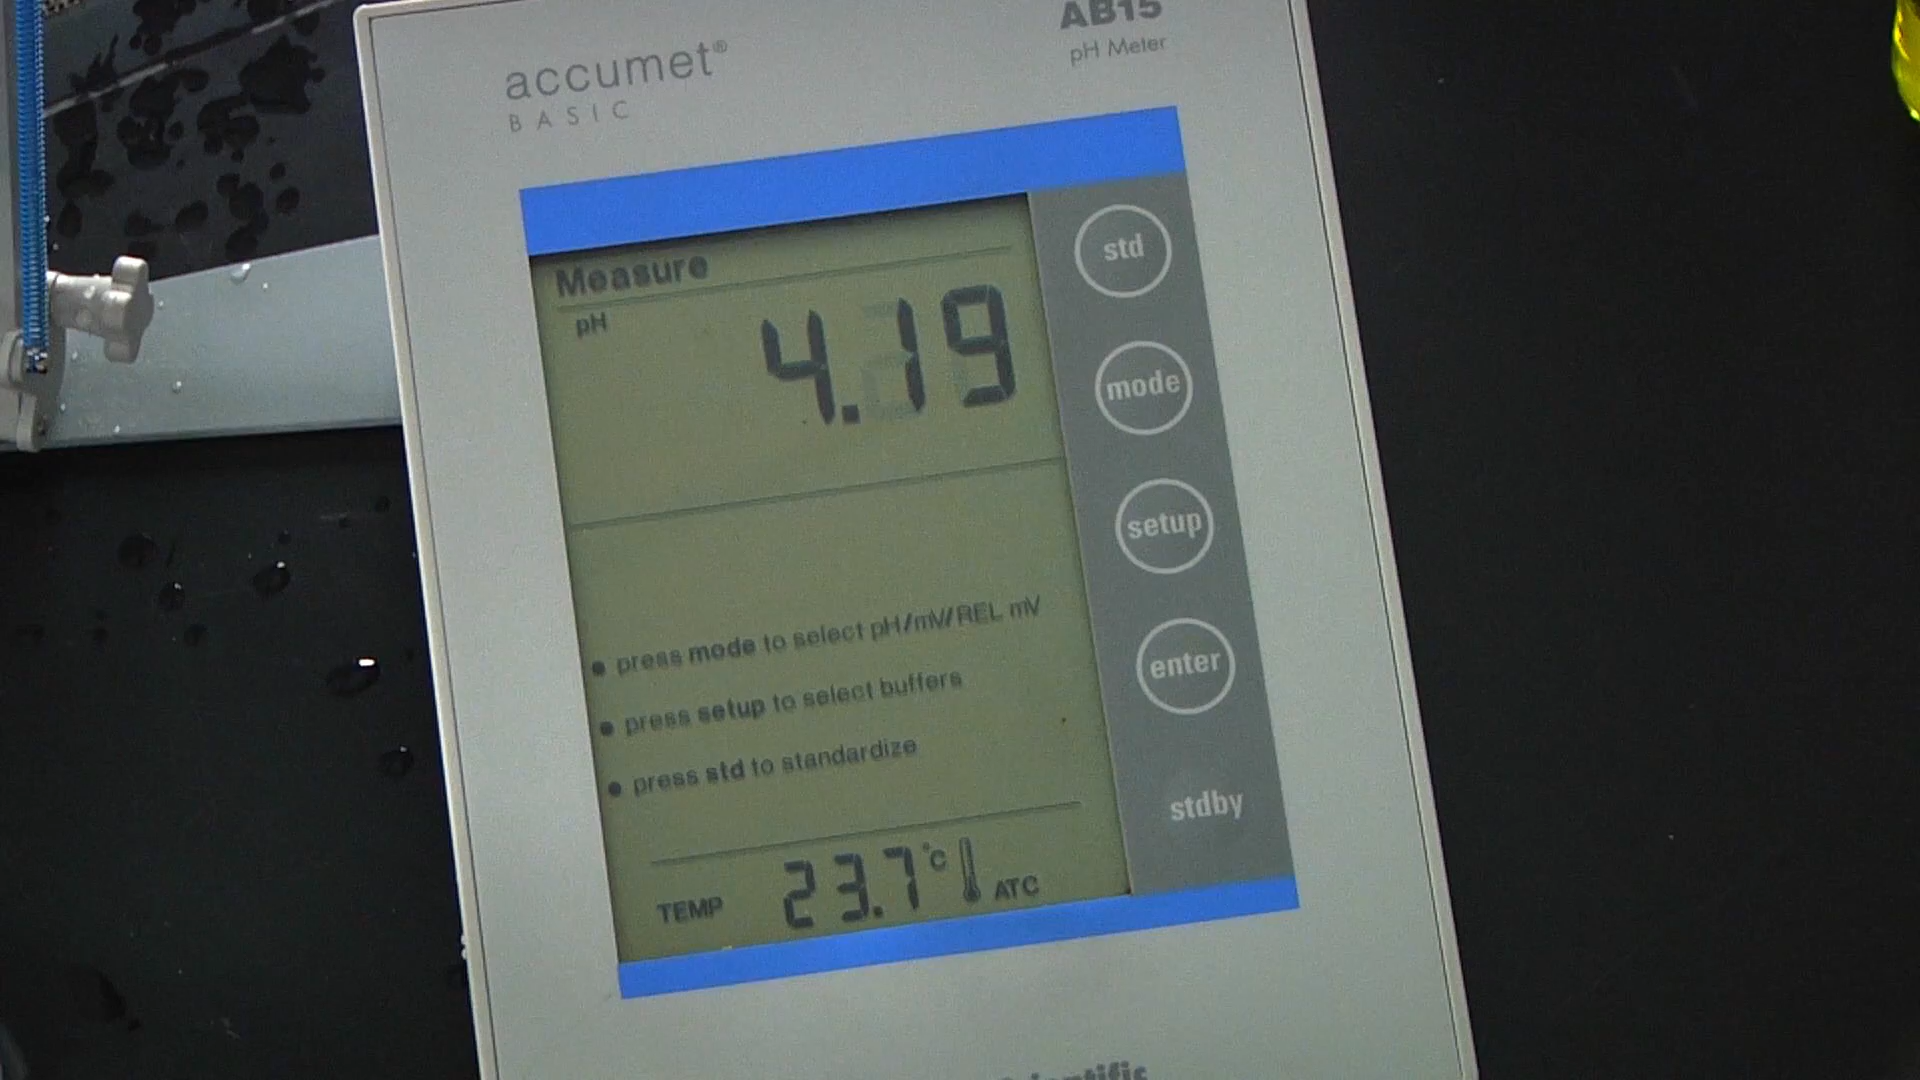 AB15
accumet®
pH Meter
BASIC
std
Measure
pH
4.19
mode
setup
• press mode to select pH/mV/REL mV
enter
• press setup to select buffers
• press std to standardize
stdby
TEMP 23.7 °C ATC